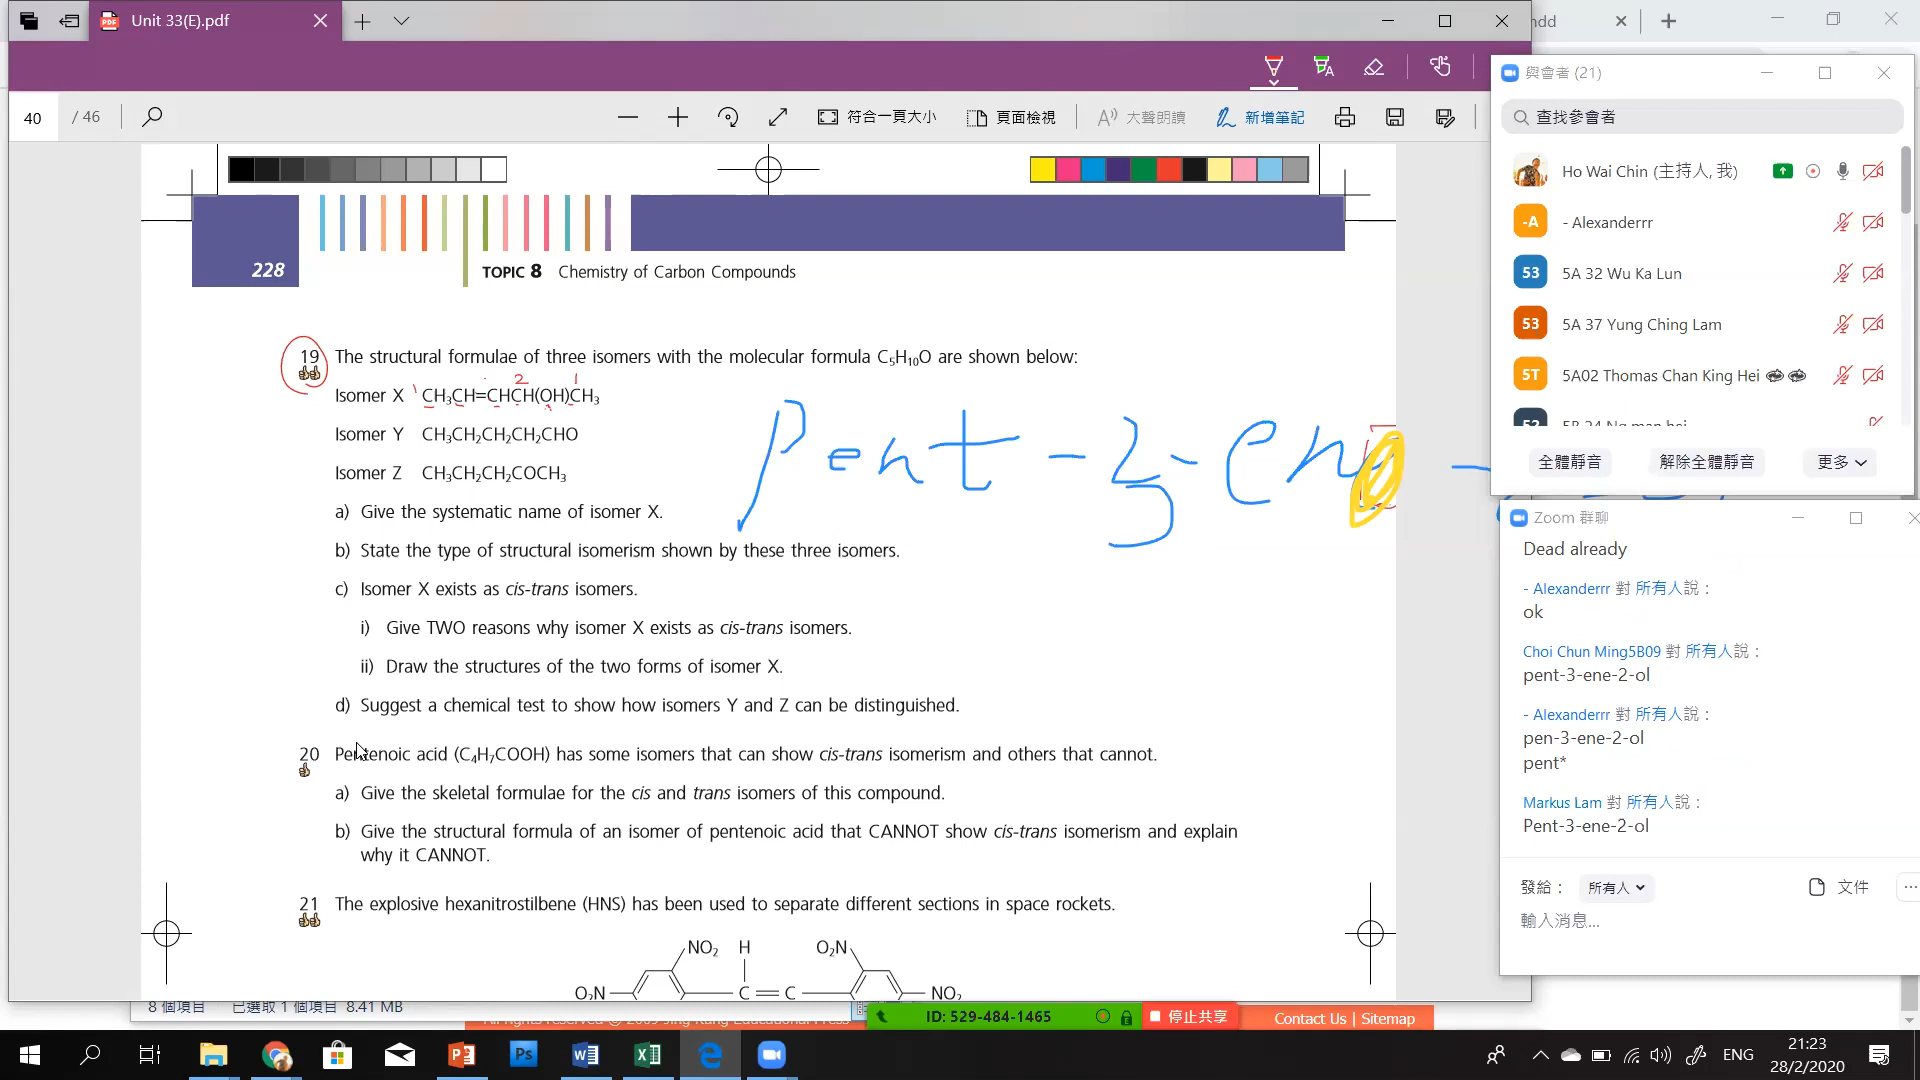 Unit 33(E).pdf
ndd
40 / 46
符合一頁大小
頁面檢視
大聲朗讀
新增筆記
228
TOPIC 8 Chemistry of Carbon Compounds
19 The structural formulae of three isomers with the molecular formula C₅H₁₀O are shown below:
2 1
Isomer X CH₃CH=CHCH(OH)CH₃
Isomer Y CH₃CH₂CH₂CH₂CHO
Isomer Z CH₃CH₂CH₂COCH₃
Pent - 3 - en
a) Give the systematic name of isomer X.
b) State the type of structural isomerism shown by these three isomers.
c) Isomer X exists as cis-trans isomers.
i) Give TWO reasons why isomer X exists as cis-trans isomers.
ii) Draw the structures of the two forms of isomer X.
d) Suggest a chemical test to show how isomers Y and Z can be distinguished.
20 Pentenoic acid (C₄H₇COOH) has some isomers that can show cis-trans isomerism and others that cannot.
a) Give the skeletal formulae for the cis and trans isomers of this compound.
b) Give the structural formula of an isomer of pentenoic acid that CANNOT show cis-trans isomerism and explain
why it CANNOT.
21 The explosive hexanitrostilbene (HNS) has been used to separate different sections in space rockets.
NO₂ H O₂N
O₂N C C NO₂
與會者 (21)
查找參會者
Ho Wai Chin (主持人, 我)
-A - Alexanderrr
53 5A 32 Wu Ka Lun
53 5A 37 Yung Ching Lam
5T 5A02 Thomas Chan King Hei
52 5B 24 Ng man hei
全體靜音
解除全體靜音
更多
Zoom 群聊
Dead already
- Alexanderrr 對 所有人說：
ok
Choi Chun Ming5B09 對 所有人說：
pent-3-ene-2-ol
- Alexanderrr 對 所有人說：
pen-3-ene-2-ol
pent*
Markus Lam 對 所有人說：
Pent-3-ene-2-ol
發給： 所有人
文件
輸入消息...
8 個項目 已選取 1 個項目 8.41 MB
ID: 529-484-1465
停止共享
Contact Us | Sitemap
ENG
21:23
28/2/2020